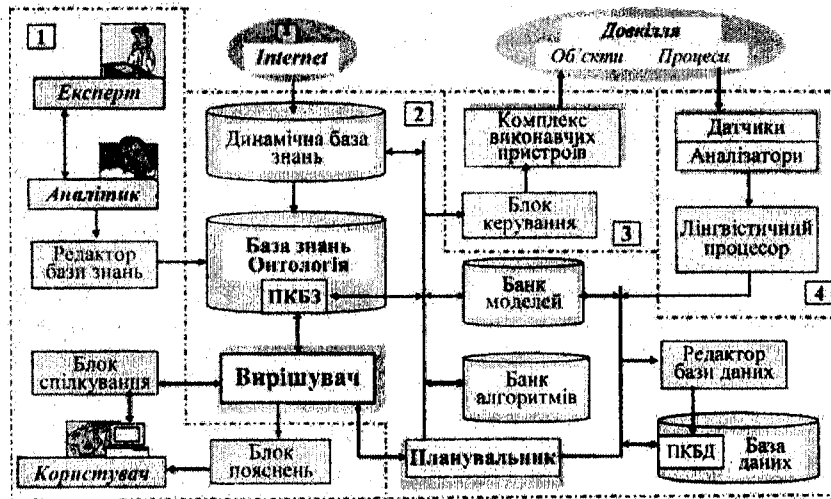 1
Експерт
Аналітик
Редактор
бази знань
Internet
Динамічна база
знань
База знань
Онтологія
ПКБЗ
2
Довкілля
Об'єкти Процеси
Комплекс
виконавчих
пристроїв
Блок
керування
3
Датчики
Аналізатори
Лінгвістичний
процесор
4
Банк
моделей
Блок
спілкування
Вирішувач
Банк
алгоритмів
Редактор
бази даних
Користувач
Блок
пояснень
Планувальник
ПКБД
База
даних